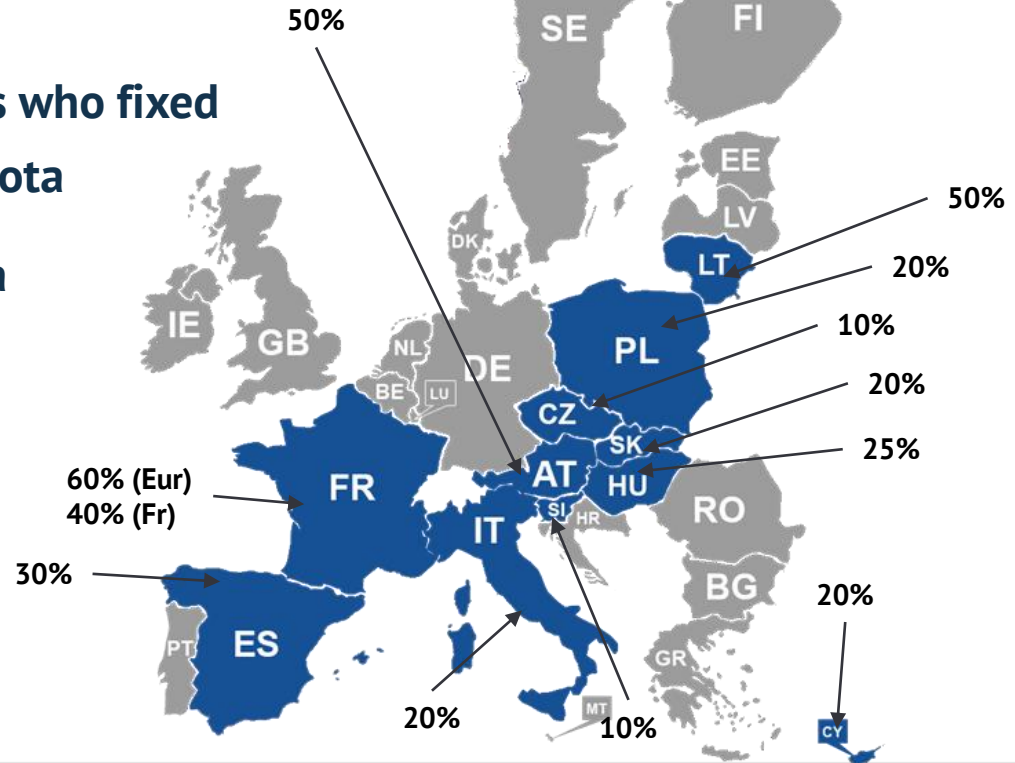 50%
SE
FI
s who fixed
ota
EE
LV
50%
DK
LT
20%
IE
GB
NL
DE
PL
10%
BE
LU
20%
CZ
SK
25%
AT
HU
60% (Eur)
40% (Fr)
FR
SI
HR
RO
IT
30%
BG
20%
ES
PT
GR
20%
MT
10%
CY